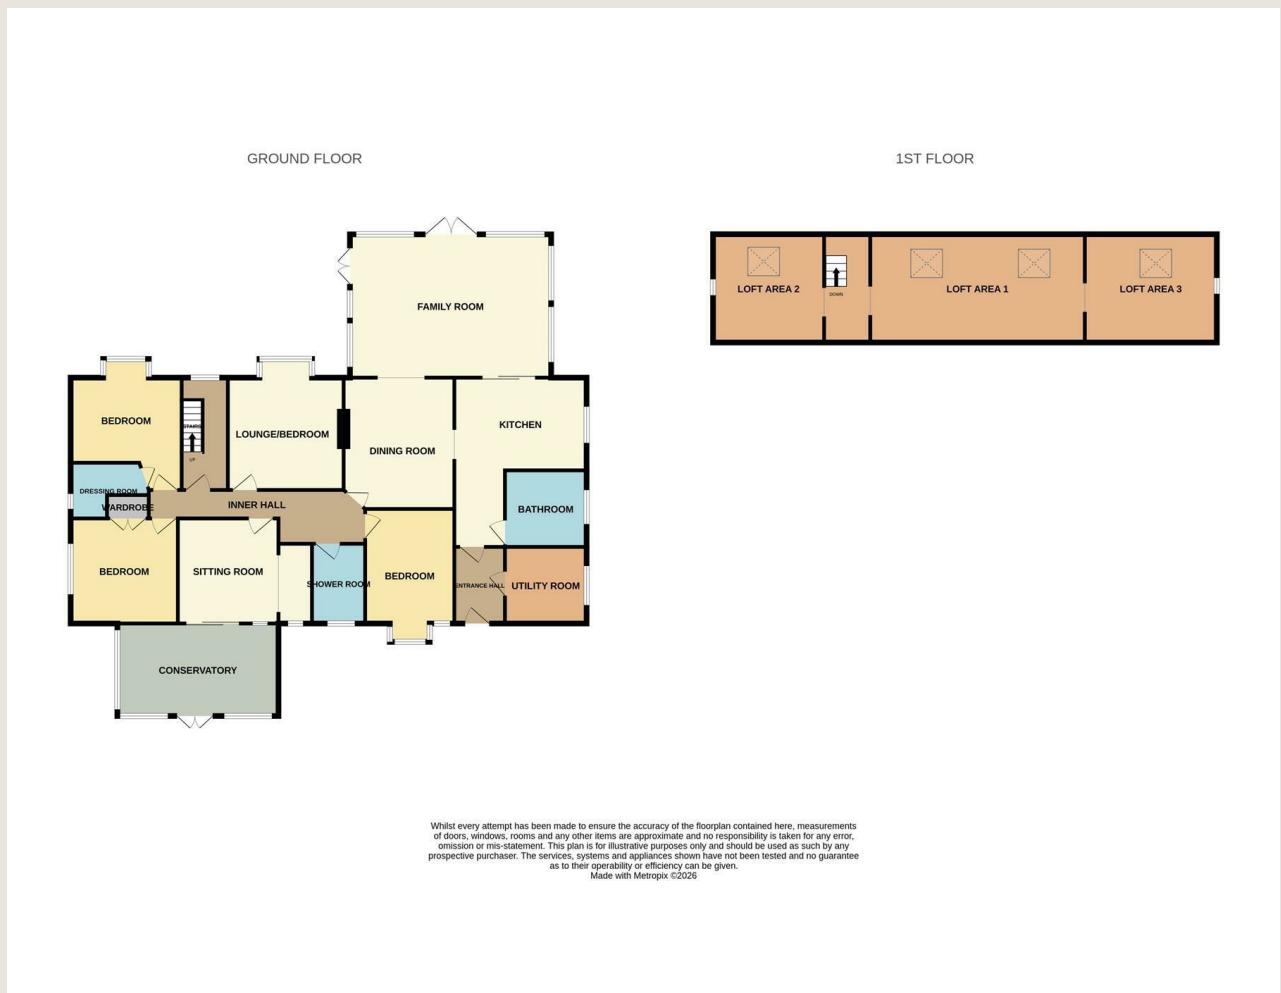 GROUND FLOOR
1ST FLOOR
FAMILY ROOM
LOFT AREA 2
DOWN
LOFT AREA 1
LOFT AREA 3
BEDROOM
STAIRS
UP
LOUNGE/BEDROOM
DINING ROOM
KITCHEN
DRESSING ROOM
WARDROBE
INNER HALL
BATHROOM
BEDROOM
SITTING ROOM
SHOWER ROOM
BEDROOM
ENTRANCE HALL
UTILITY ROOM
CONSERVATORY
Whilst every attempt has been made to ensure the accuracy of the floorplan contained here, measurements
of doors, windows, rooms and any other items are approximate and no responsibility is taken for any error,
omission or mis-statement. This plan is for illustrative purposes only and should be used as such by any
prospective purchaser. The services, systems and appliances shown have not been tested and no guarantee
as to their operability or efficiency can be given.
Made with Metropix ©2026